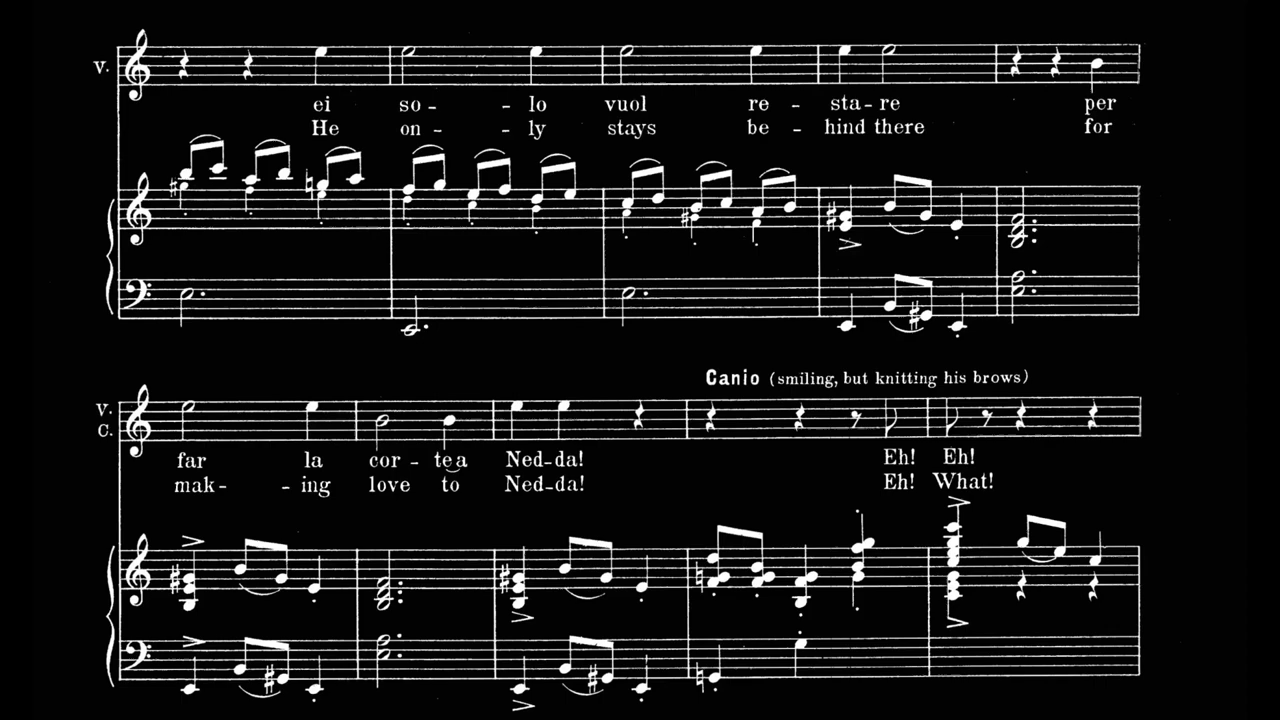 V.
ei so - - lo vuol re - sta - re per
He on - - ly stays be - hind there for
Canio (smiling, but knitting his brows)
V.
C.
far la cor - te a Ned-da! Eh! Eh!
mak - - ing love to Ned-da! Eh! What!